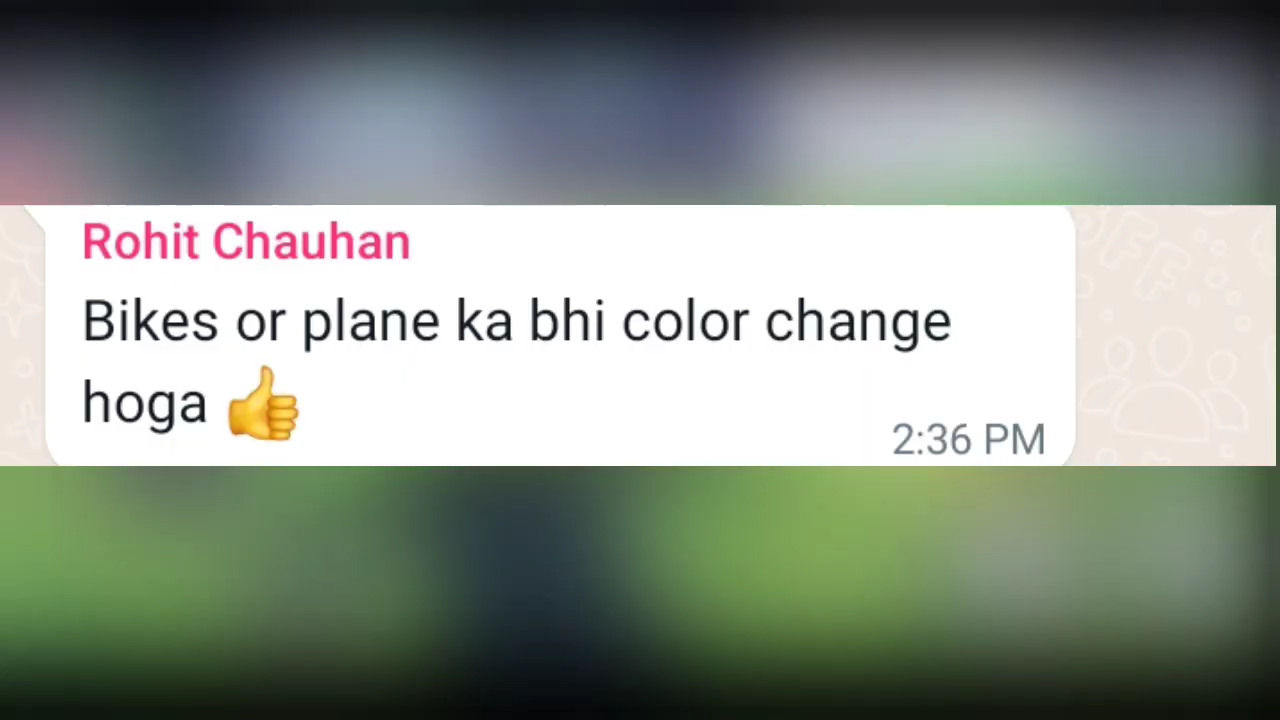 Rohit Chauhan
Bikes or plane ka bhi color change
hoga 👍
2:36 PM